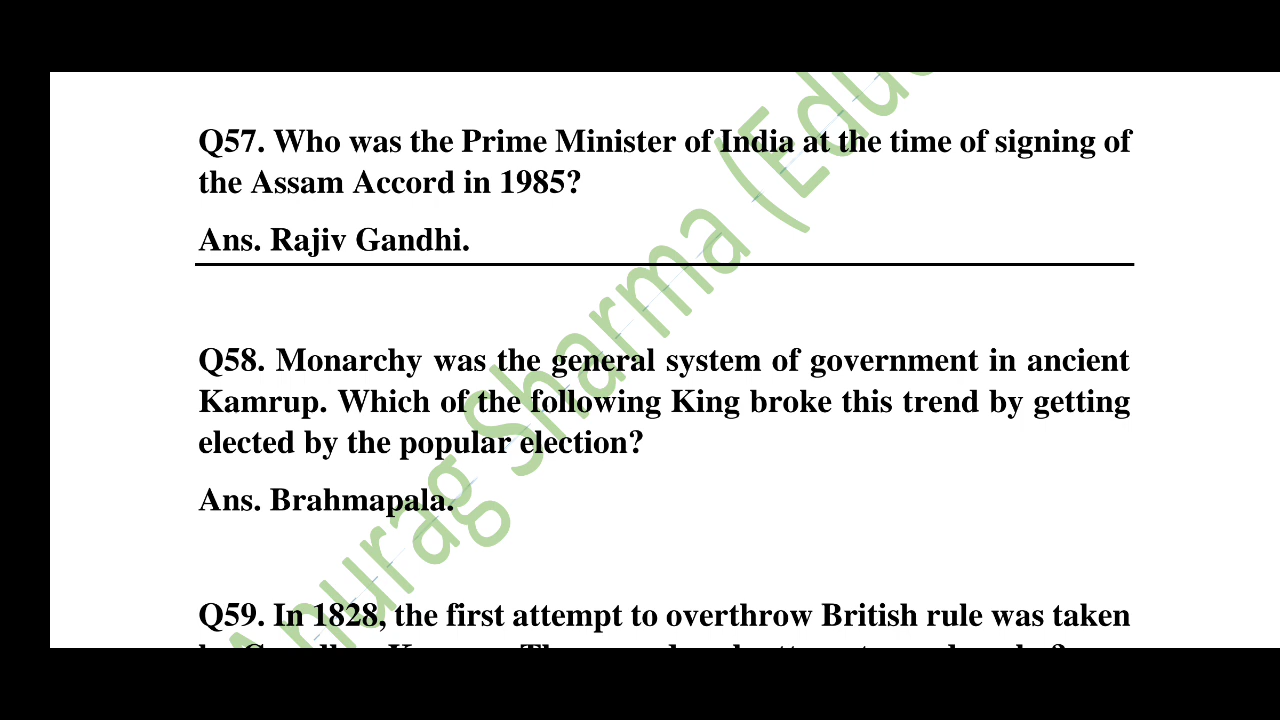 Q57. Who was the Prime Minister of India at the time of signing of
the Assam Accord in 1985?
Ans. Rajiv Gandhi.
Q58. Monarchy was the general system of government in ancient
Kamrup. Which of the following King broke this trend by getting
elected by the popular election?
Ans. Brahmapala.
Q59. In 1828, the first attempt to overthrow British rule was taken
Anurag Sharma (Edu